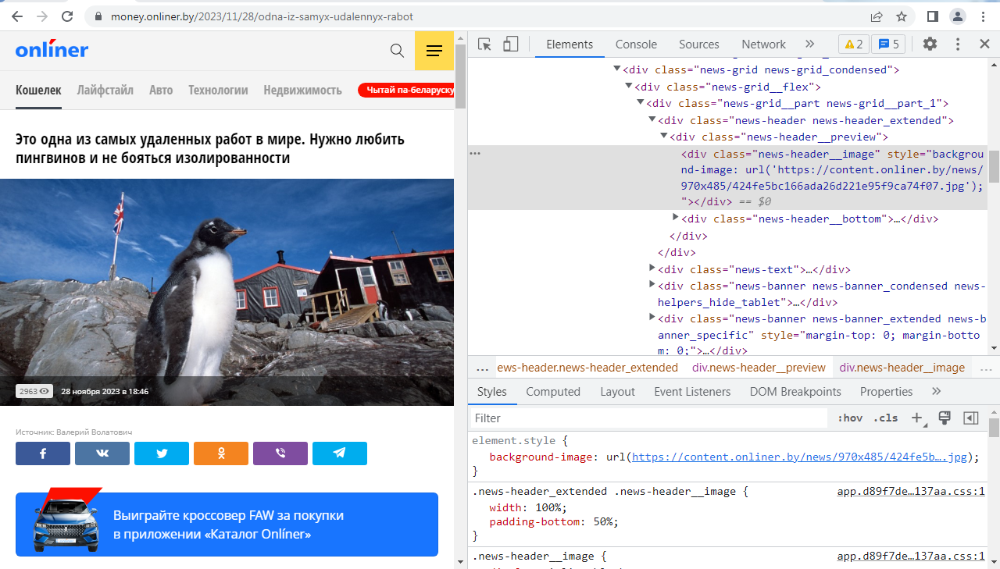 money.onliner.by/2023/11/28/odna-iz-samyx-udalennyx-rabot
onlíner
Кошелек Лайфстайл Авто Технологии Недвижимость Чытай па-беларуску
Это одна из самых удаленных работ в мире. Нужно любить
пингвинов и не бояться изолированности
2963 28 ноября 2023 в 18:46
Источник: Валерий Волатович
Выиграйте кроссовер FAW за покупки
в приложении «Каталог Onlíner»
Elements Console Sources Network » 2 5
<div class="news-grid news-grid_condensed">
<div class="news-grid__flex">
<div class="news-grid__part news-grid__part_1">
<div class="news-header news-header_extended">
<div class="news-header__preview">
<div class="news-header__image" style="backgrou
nd-image: url('https://content.onliner.by/news/
970x485/424fe5bc166ada26d221e95f9ca74f07.jpg');
"></div> == $0
<div class="news-header__bottom">…</div>
</div>
</div>
<div class="news-text">…</div>
<div class="news-banner news-banner_condensed news-
helpers_hide_tablet">…</div>
<div class="news-banner news-banner_extended news-b
anner_specific" style="margin-top: 0; margin-botto
m: 0;">…</div>
... ews-header.news-header_extended div.news-header__preview div.news-header__image ...
Styles Computed Layout Event Listeners DOM Breakpoints Properties »
Filter :hov .cls
element.style {
background-image: url(https://content.onliner.by/news/970x485/424fe5b….jpg);
}
.news-header_extended .news-header__image { app.d89f7de…137aa.css:1
width: 100%;
padding-bottom: 50%;
}
.news-header__image { app.d89f7de…137aa.css:1